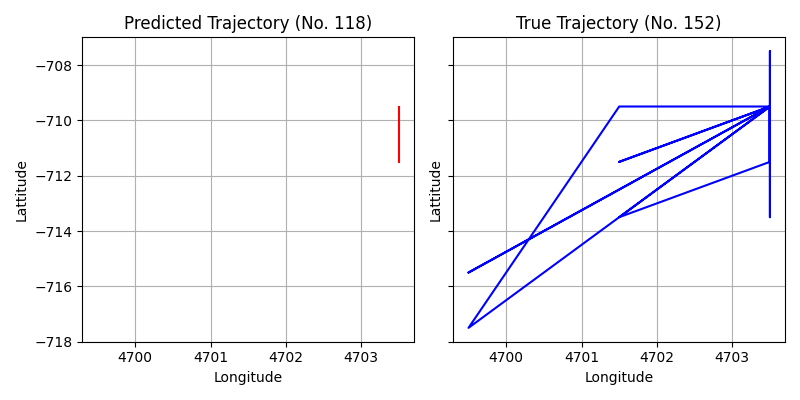 Predicted Trajectory (No. 118)
−708
−710
−712
−714
−716
−718
Lattitude
4700
4701
4702
4703
Longitude
True Trajectory (No. 152)
Lattitude
4700
4701
4702
4703
Longitude